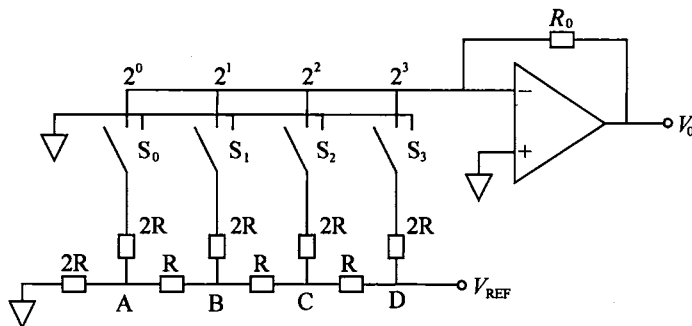 R₀
2⁰ 2¹ 2² 2³
−
S₀ S₁ S₂ S₃
+
V₀
2R 2R 2R 2R
2R R R R
A B C D
V_REF